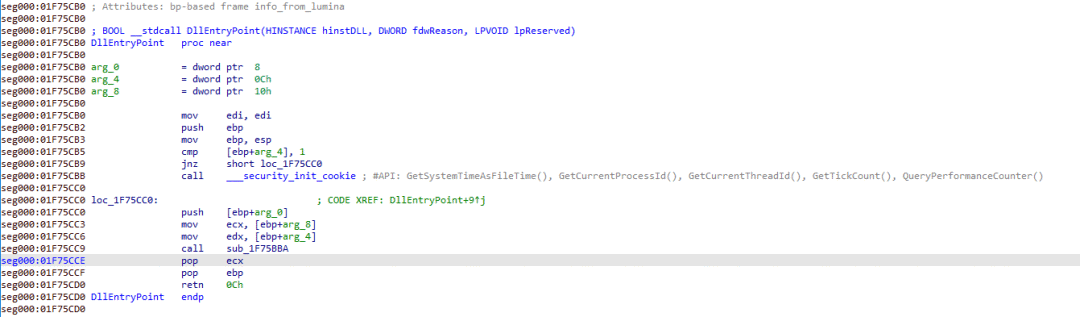 seg000:01F75CB0 ; Attributes: bp-based frame info_from_lumina
seg000:01F75CB0
seg000:01F75CB0 ; BOOL __stdcall DllEntryPoint(HINSTANCE hinstDLL, DWORD fdwReason, LPVOID lpReserved)
seg000:01F75CB0 DllEntryPoint proc near
seg000:01F75CB0
seg000:01F75CB0 arg_0 = dword ptr 8
seg000:01F75CB0 arg_4 = dword ptr 0Ch
seg000:01F75CB0 arg_8 = dword ptr 10h
seg000:01F75CB0
seg000:01F75CB0 mov edi, edi
seg000:01F75CB2 push ebp
seg000:01F75CB3 mov ebp, esp
seg000:01F75CB5 cmp [ebp+arg_4], 1
seg000:01F75CB9 jnz short loc_1F75CC0
seg000:01F75CBB call ___security_init_cookie ; #API: GetSystemTimeAsFileTime(), GetCurrentProcessId(), GetCurrentThreadId(), GetTickCount(), QueryPerformanceCounter()
seg000:01F75CC0
seg000:01F75CC0 loc_1F75CC0: ; CODE XREF: DllEntryPoint+9↑j
seg000:01F75CC0 push [ebp+arg_0]
seg000:01F75CC3 mov ecx, [ebp+arg_8]
seg000:01F75CC6 mov edx, [ebp+arg_4]
seg000:01F75CC9 call sub_1F75BBA
seg000:01F75CCE pop ecx
seg000:01F75CCF pop ebp
seg000:01F75CD0 retn 0Ch
seg000:01F75CD0 DllEntryPoint endp
seg000:01F75CD0